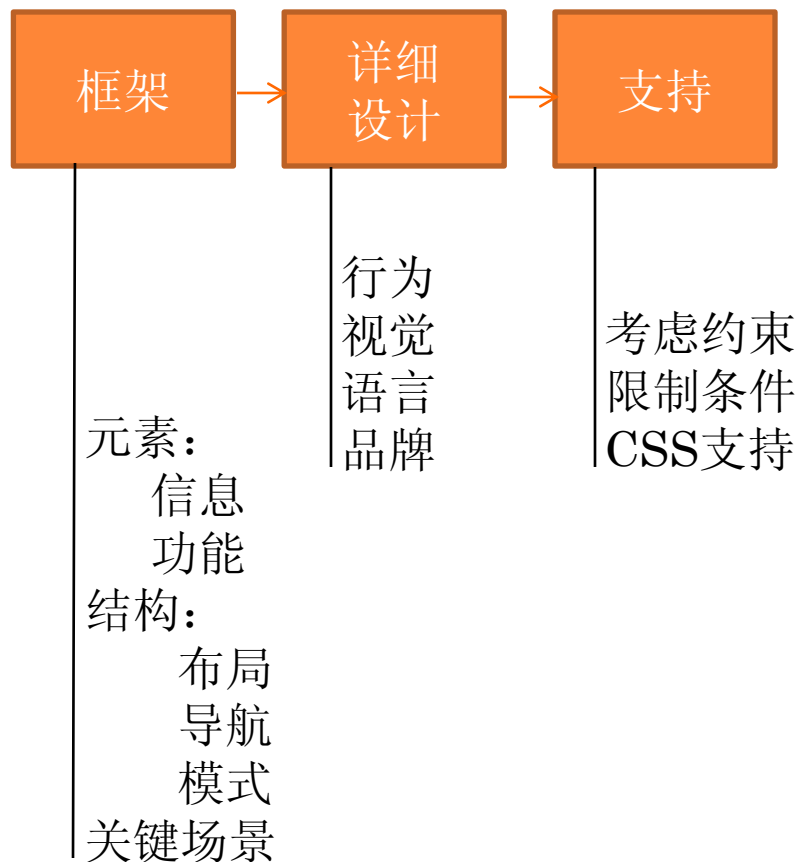 框架
详细
设计
支持
元素：
信息
功能
结构：
布局
导航
模式
关键场景
行为
视觉
语言
品牌
考虑约束
限制条件
CSS支持